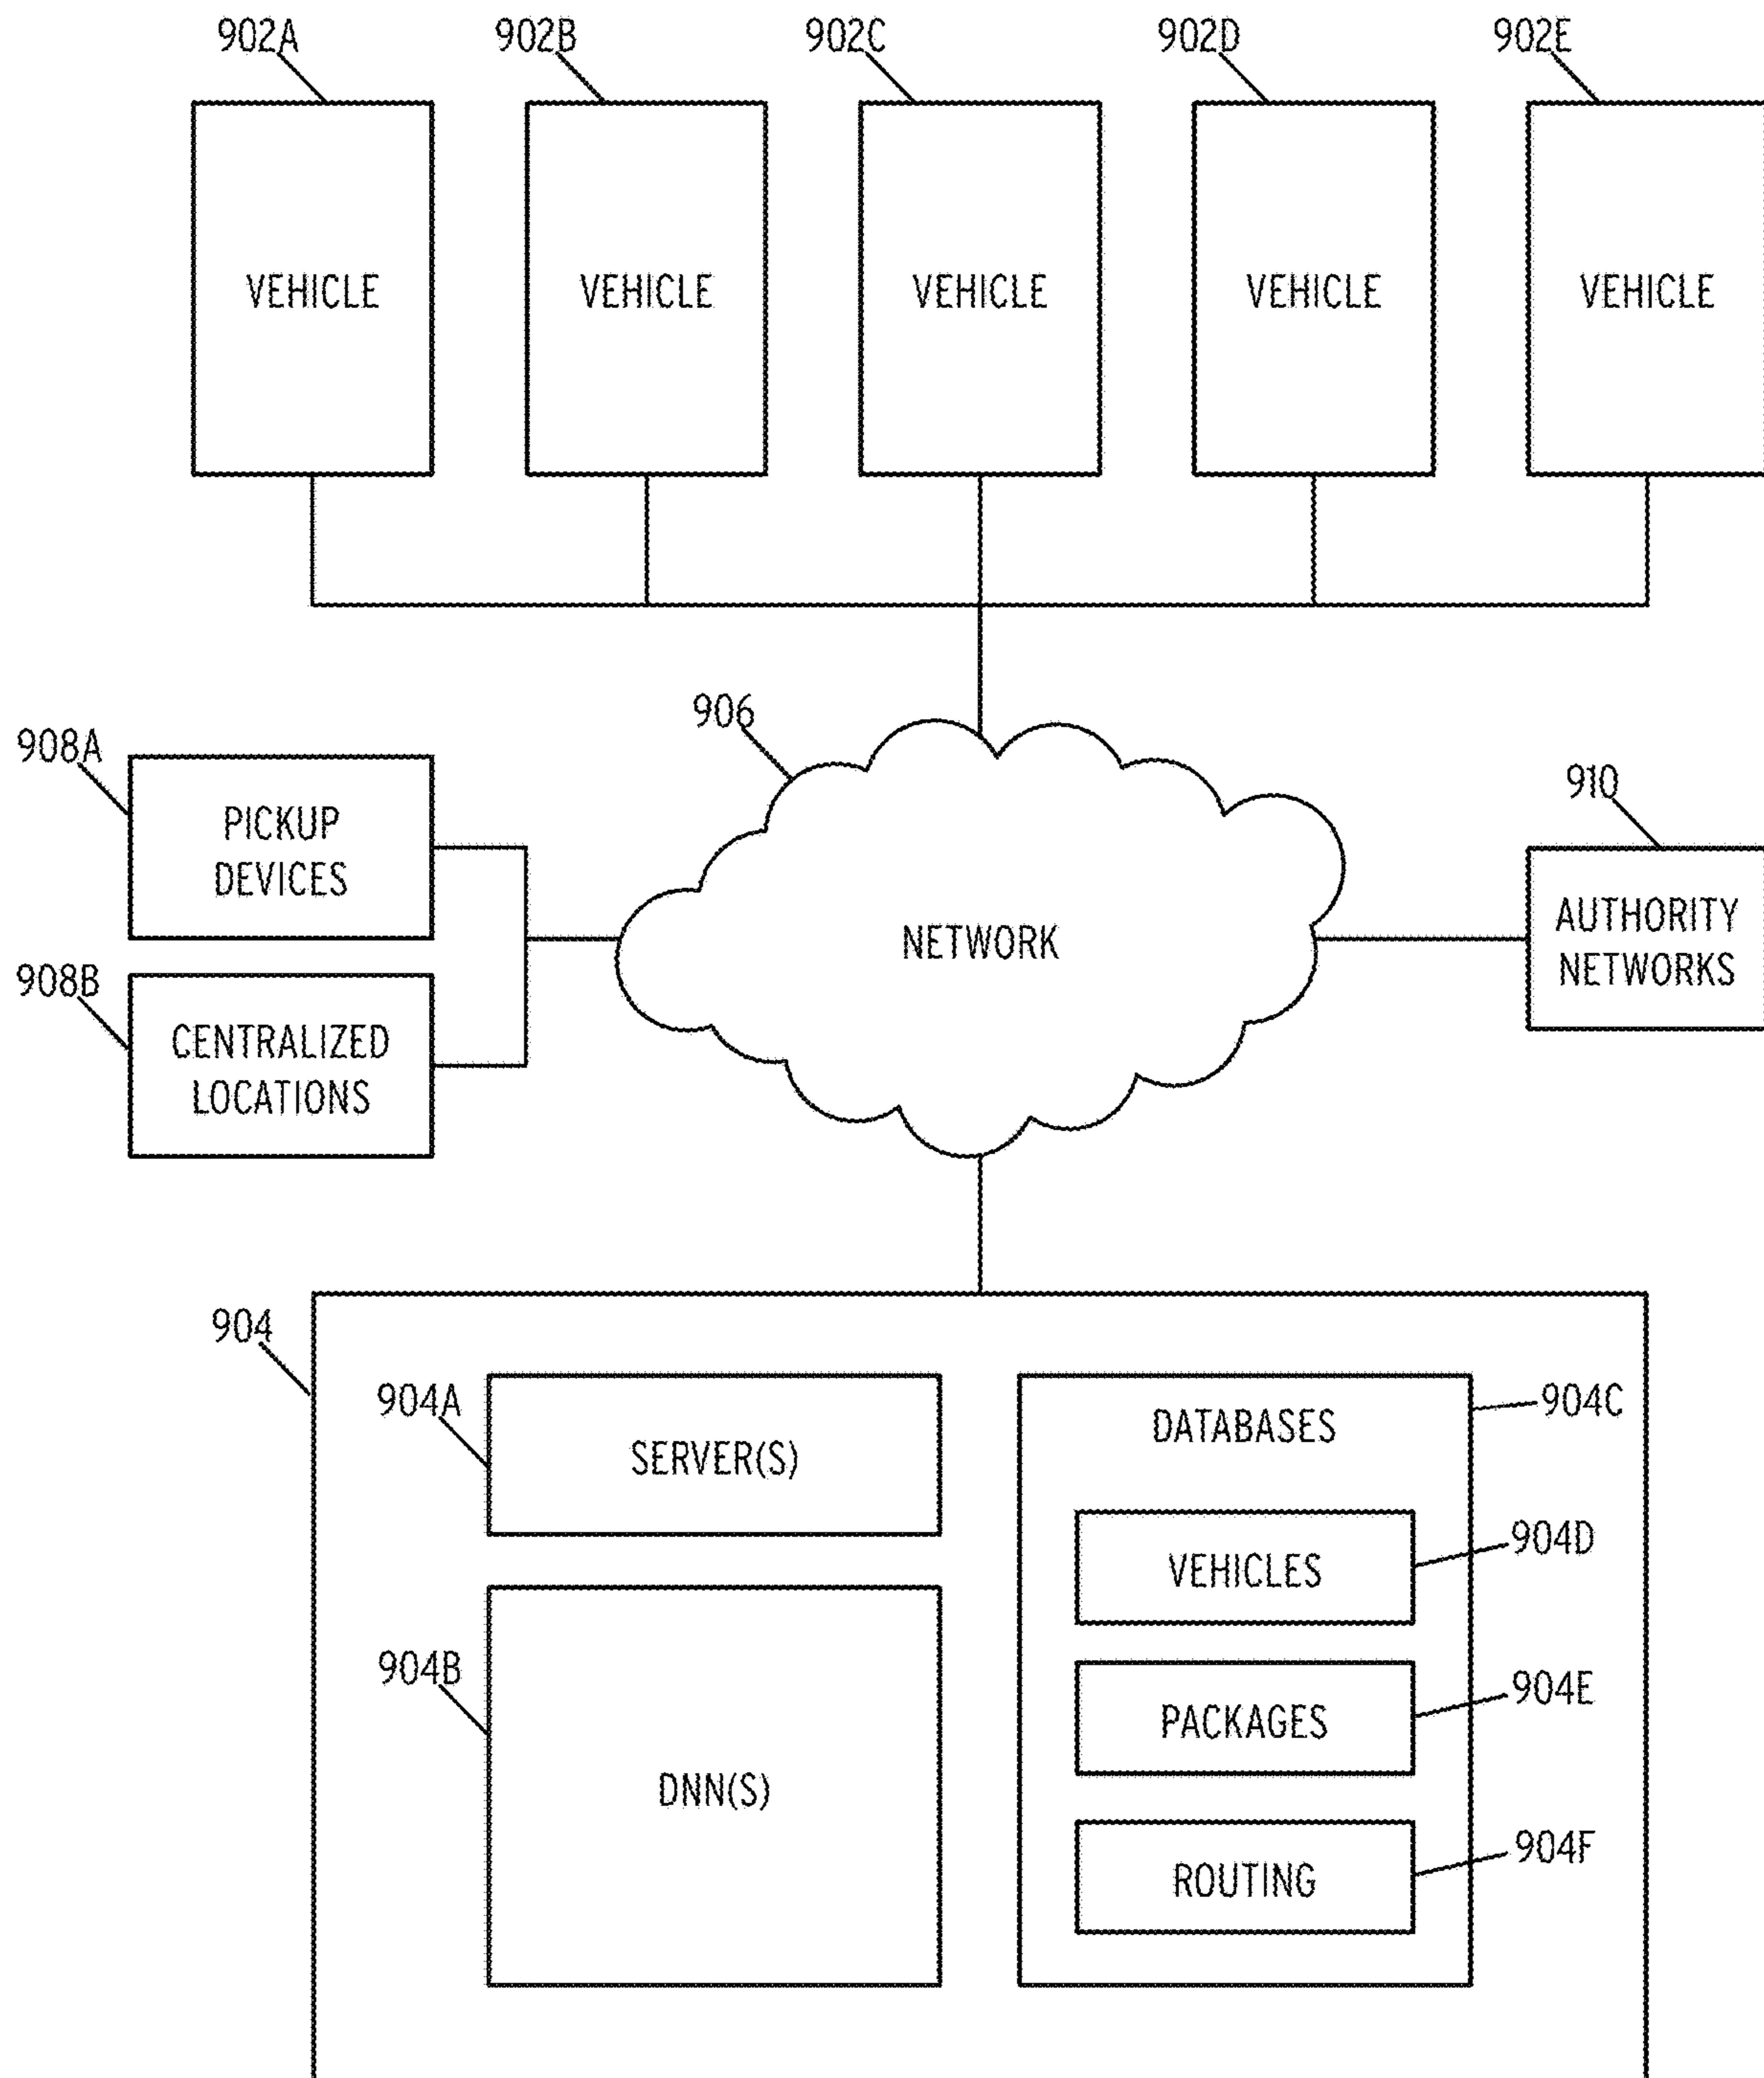 902A
902B
902C
902D
902E
VEHICLE
VEHICLE
VEHICLE
VEHICLE
VEHICLE
906
908A
PICKUP
DEVICES
908B
CENTRALIZED
LOCATIONS
NETWORK
910
AUTHORITY
NETWORKS
904
904A
SERVER(S)
904B
DNN(S)
DATABASES
904C
VEHICLES
904D
PACKAGES
904E
ROUTING
904F